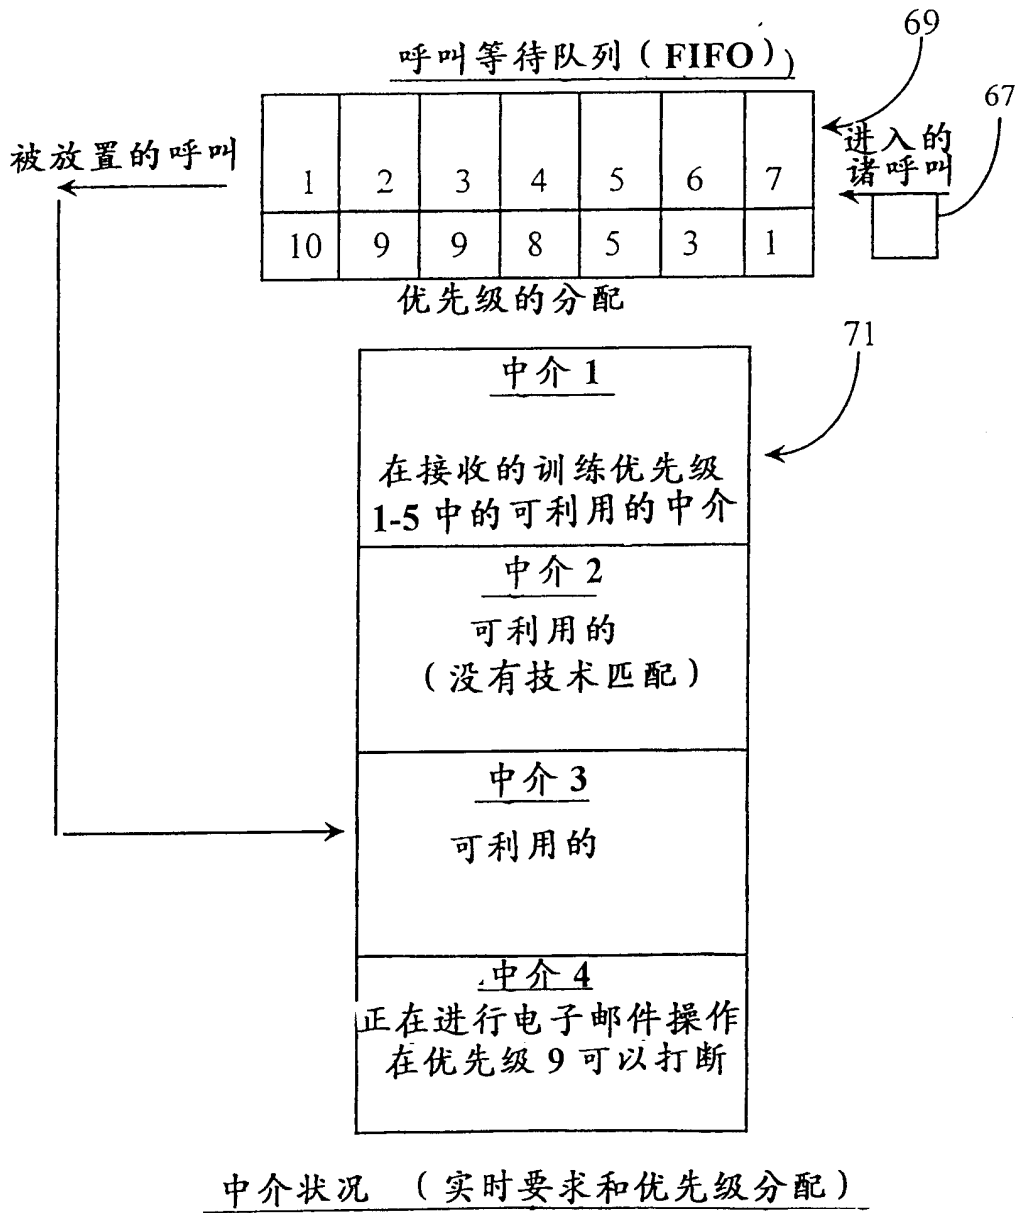 69
呼叫等待队列(FIFO))
67
被放置的呼叫
进入的
诸呼叫
1 2 3 4 5 6 7
10 9 9 8 5 3 1
优先级的分配
71
中介 1
在接收的训练优先级
1-5 中的可利用的中介
中介 2
可利用的
(没有技术匹配)
中介 3
可利用的
中介 4
正在进行电子邮件操作
在优先级 9 可以打断
中介状况 (实时要求和优先级分配)